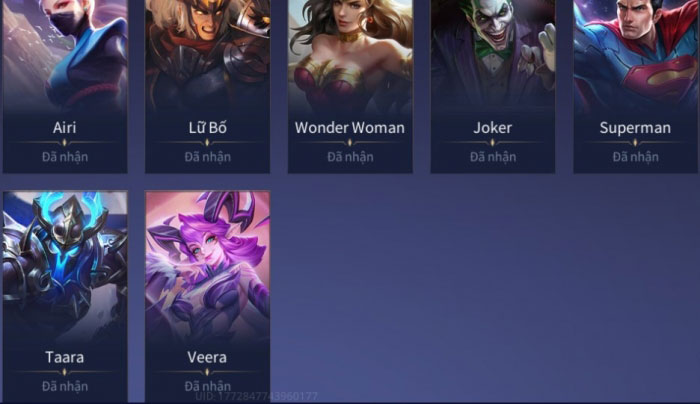 Airi
Lữ Bố
Wonder Woman
Joker
Superman
Đã nhận
Đã nhận
Đã nhận
Đã nhận
Đã nhận
Taara
Veera
Đã nhận
Đã nhận
UID: 1772847743960177